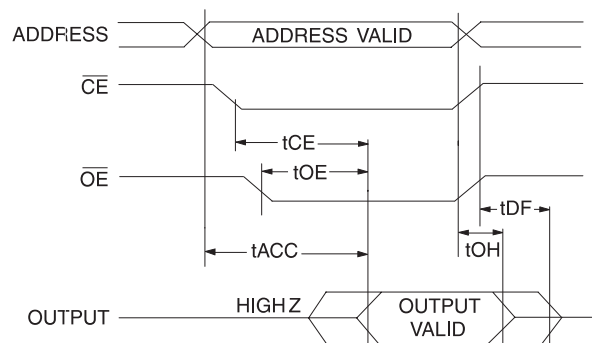 ADDRESS
ADDRESS VALID
CE
tCE
tOE
OE
tDF
tACC
tOH
HIGH Z
OUTPUT
OUTPUT
VALID